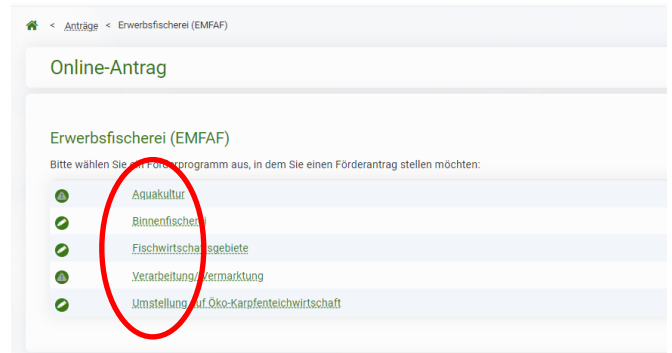 < Anträge < Erwerbsfischerei (EMFAF)
Online-Antrag
Erwerbsfischerei (EMFAF)
Bitte wählen Sie ein Förderprogramm aus, in dem Sie einen Förderantrag stellen möchten:
Aquakultur
Binnenfischerei
Fischwirtschaftsgebiete
Verarbeitung/Vermarktung
Umstellung auf Öko-Karpfenteichwirtschaft